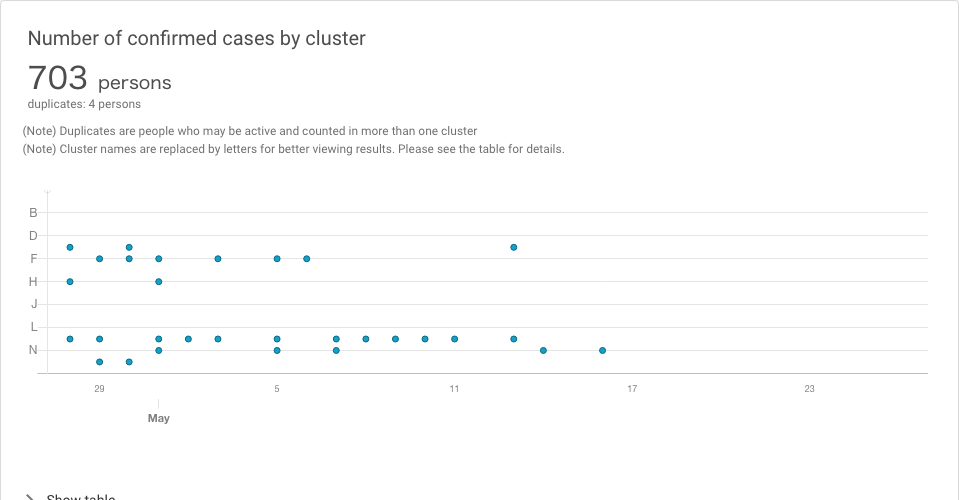 Number of confirmed cases by cluster
703 persons
duplicates: 4 persons
(Note) Duplicates are people who may be active and counted in more than one cluster
(Note) Cluster names are replaced by letters for better viewing results. Please see the table for details.
B
D
F
H
J
L
N
29 5 11 17 23
May
Show table